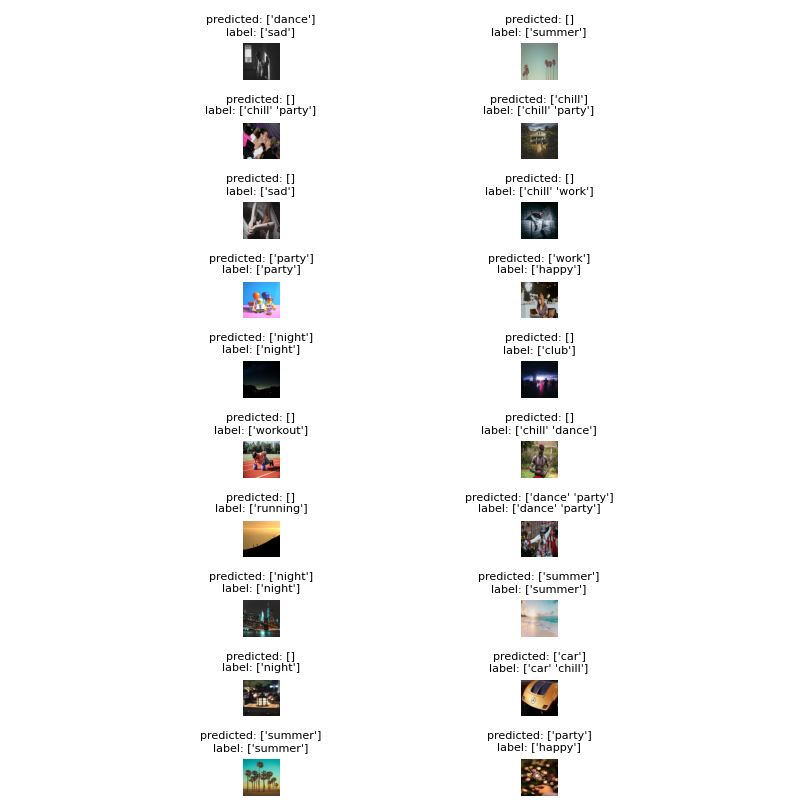 predicted: ['dance']
label: ['sad']
predicted: []
label: ['summer']
predicted: []
label: ['chill' 'party']
predicted: ['chill']
label: ['chill' 'party']
predicted: []
label: ['sad']
predicted: []
label: ['chill' 'work']
predicted: ['party']
label: ['party']
predicted: ['work']
label: ['happy']
predicted: ['night']
label: ['night']
predicted: []
label: ['club']
predicted: []
label: ['workout']
predicted: []
label: ['chill' 'dance']
predicted: []
label: ['running']
predicted: ['dance' 'party']
label: ['dance' 'party']
predicted: ['night']
label: ['night']
predicted: ['summer']
label: ['summer']
predicted: []
label: ['night']
predicted: ['car']
label: ['car' 'chill']
predicted: ['summer']
label: ['summer']
predicted: ['party']
label: ['happy']